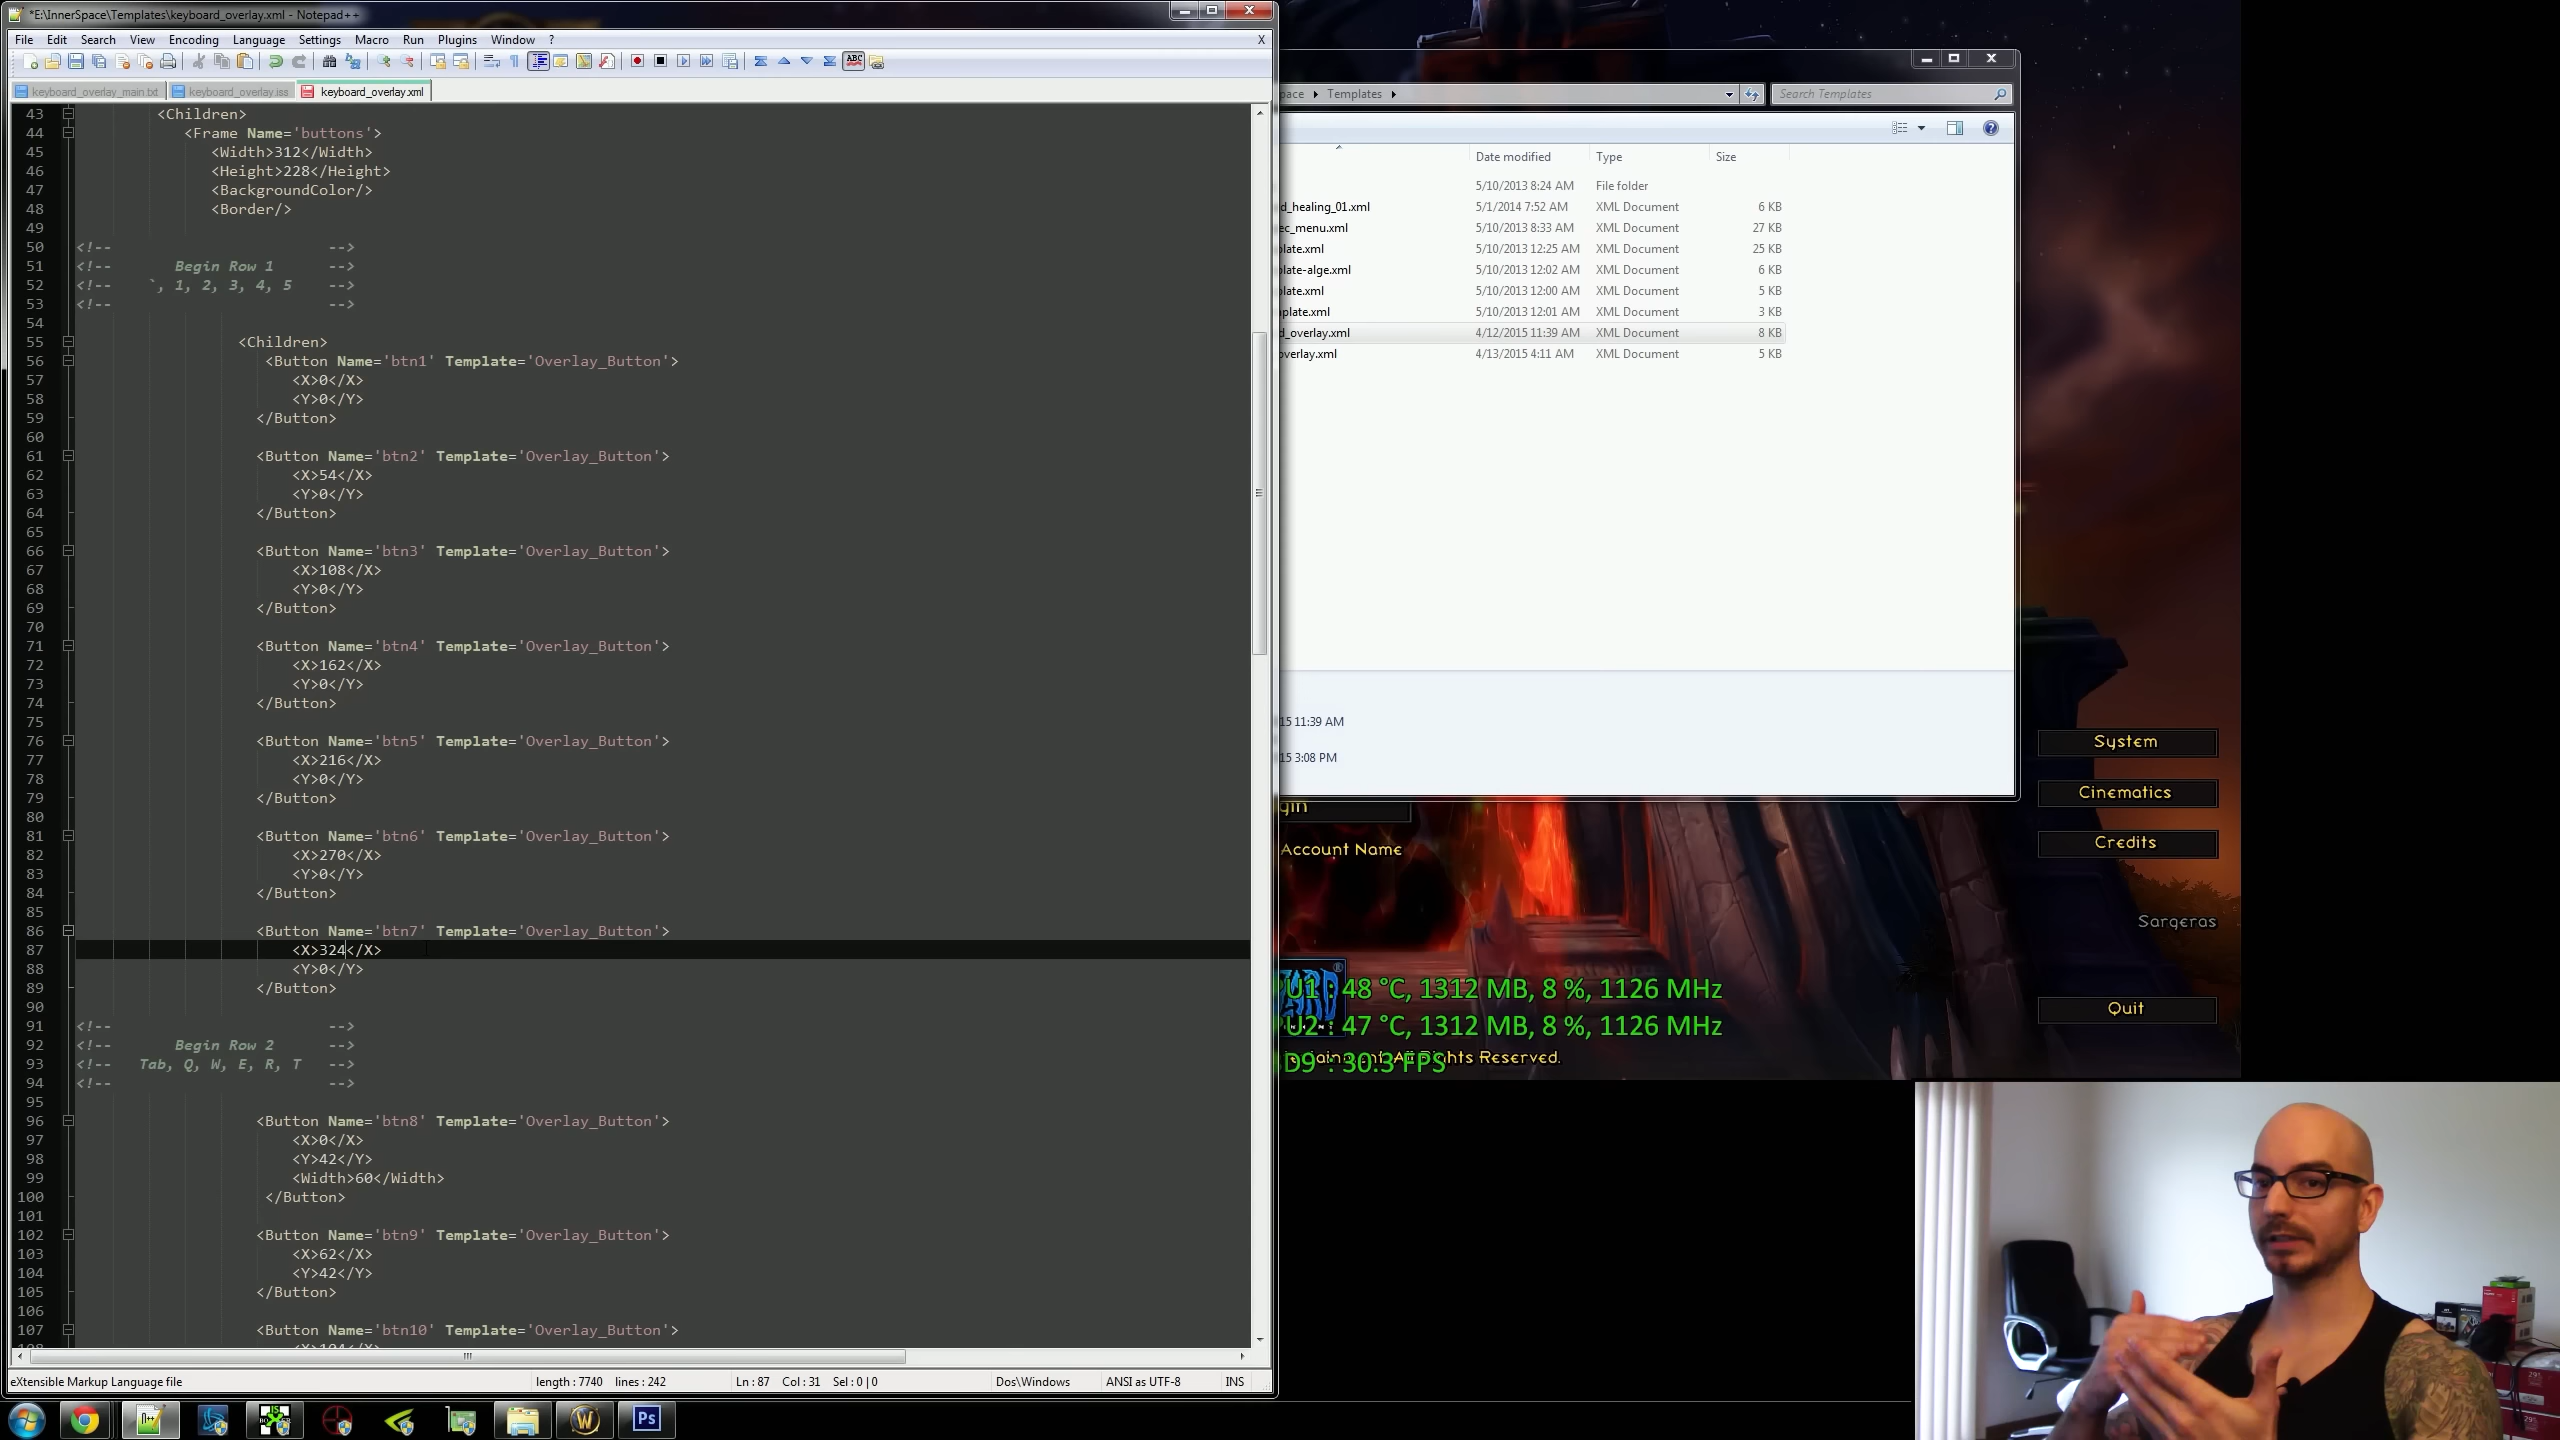 *E:\InnerSpace\Templates\keyboard_overlay.xml - Notepad++
File Edit Search View Encoding Language Settings Macro Run Plugins Window ? X
keyboard_overlay_main.txt keyboard_overlay.iss keyboard_overlay.xml
43 <Children>
44 <Frame Name='buttons'>
45 <Width>312</Width>
46 <Height>228</Height>
47 <BackgroundColor/>
48 <Border/>
49
50 <!-- -->
51 <!-- Begin Row 1 -->
52 <!-- `, 1, 2, 3, 4, 5 -->
53 <!-- -->
54
55 <Children>
56 <Button Name='btn1' Template='Overlay_Button'>
57 <X>0</X>
58 <Y>0</Y>
59 </Button>
60
61 <Button Name='btn2' Template='Overlay_Button'>
62 <X>54</X>
63 <Y>0</Y>
64 </Button>
65
66 <Button Name='btn3' Template='Overlay_Button'>
67 <X>108</X>
68 <Y>0</Y>
69 </Button>
70
71 <Button Name='btn4' Template='Overlay_Button'>
72 <X>162</X>
73 <Y>0</Y>
74 </Button>
75
76 <Button Name='btn5' Template='Overlay_Button'>
77 <X>216</X>
78 <Y>0</Y>
79 </Button>
80
81 <Button Name='btn6' Template='Overlay_Button'>
82 <X>270</X>
83 <Y>0</Y>
84 </Button>
85
86 <Button Name='btn7' Template='Overlay_Button'>
87 <X>324</X>
88 <Y>0</Y>
89 </Button>
90
91 <!-- -->
92 <!-- Begin Row 2 -->
93 <!-- Tab, Q, W, E, R, T -->
94 <!-- -->
95
96 <Button Name='btn8' Template='Overlay_Button'>
97 <X>0</X>
98 <Y>42</Y>
99 <Width>60</Width>
100 </Button>
101
102 <Button Name='btn9' Template='Overlay_Button'>
103 <X>62</X>
104 <Y>42</Y>
105 </Button>
106
107 <Button Name='btn10' Template='Overlay_Button'>
eXtensible Markup Language file length : 7740 lines : 242 Ln : 87 Col : 31 Sel : 0 | 0 Dos\Windows ANSI as UTF-8 INS
pace Templates Search Templates
Date modified Type Size
5/10/2013 8:24 AM File folder
d_healing_01.xml 5/1/2014 7:52 AM XML Document 6 KB
ec_menu.xml 5/10/2013 8:33 AM XML Document 27 KB
plate.xml 5/10/2013 12:25 AM XML Document 25 KB
plate-alge.xml 5/10/2013 12:02 AM XML Document 6 KB
plate.xml 5/10/2013 12:00 AM XML Document 5 KB
mplate.xml 5/10/2013 12:01 AM XML Document 3 KB
d_overlay.xml 4/12/2015 11:39 AM XML Document 8 KB
overlay.xml 4/13/2015 4:11 AM XML Document 5 KB
15 11:39 AM
15 3:08 PM
gin
Account Name
System
Cinematics
Credits
Sargeras
Quit
U1 : 48 °C, 1312 MB, 8 %, 1126 MHz
U2 : 47 °C, 1312 MB, 8 %, 1126 MHz
D9 : 30.3 FPS
All Rights Reserved.
Ps